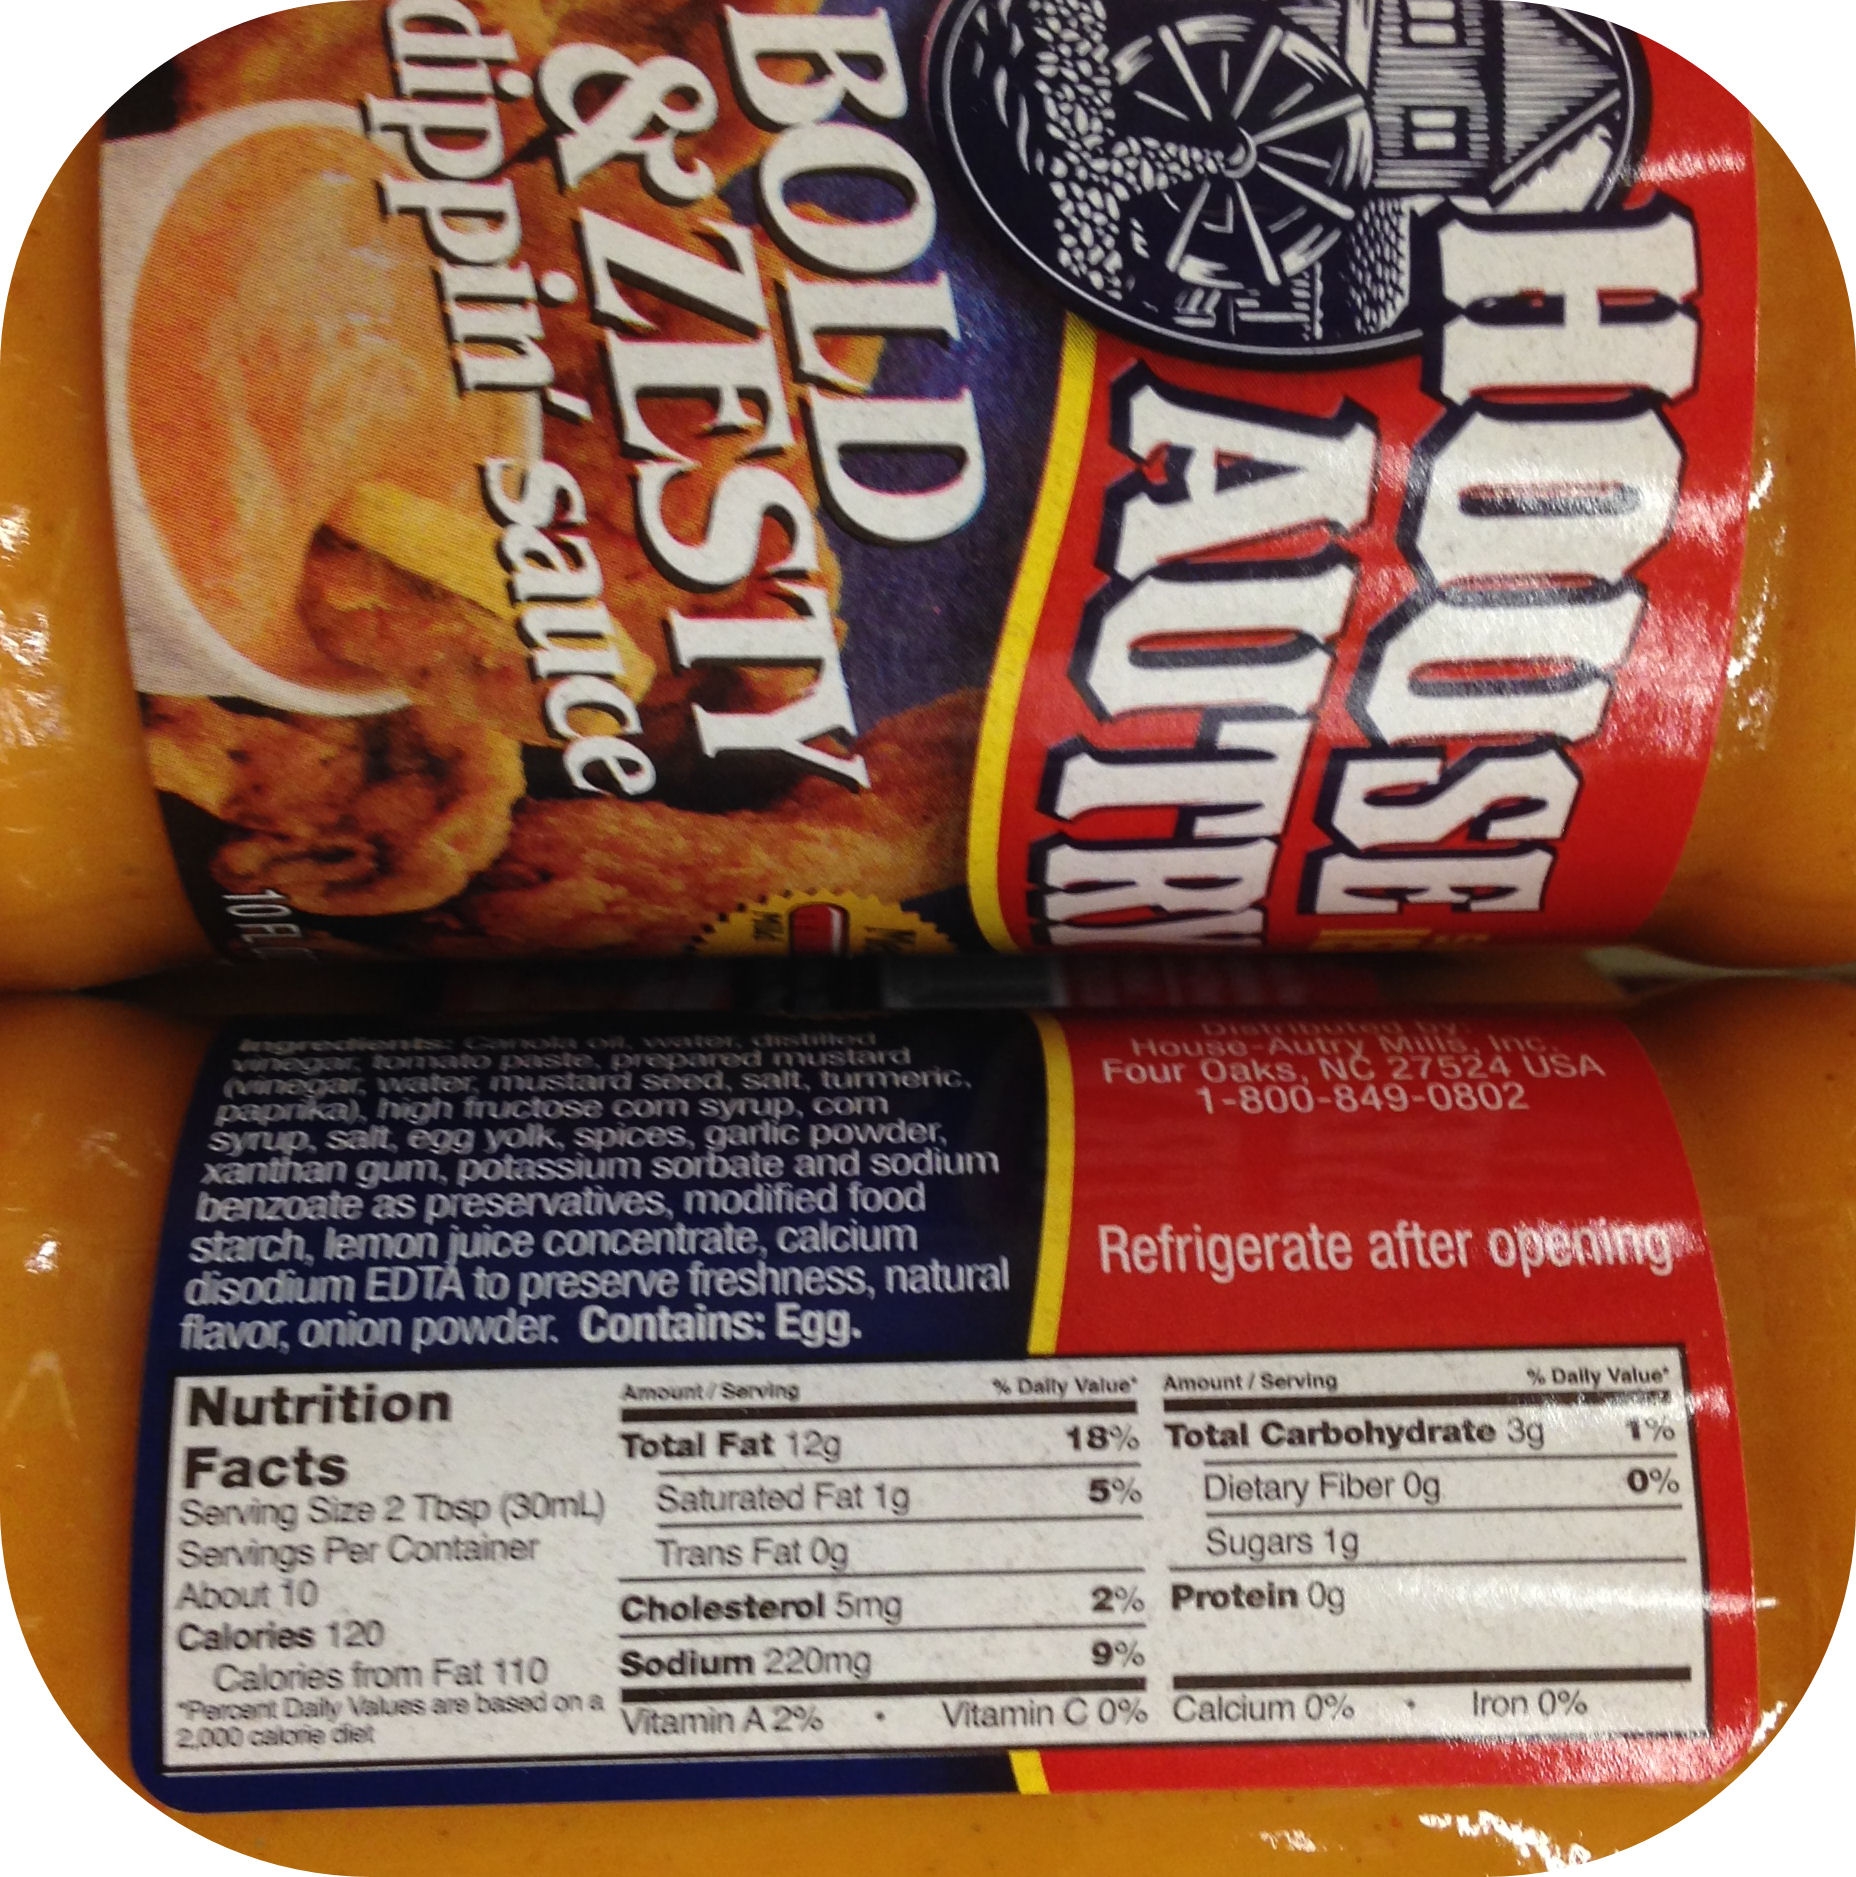 HOUSE
AUTRY
BOLD
& ZESTY
dippin' sauce
Mild
10 FL
Ingredients: Canola oil, water, distilled
vinegar, tomato paste, prepared mustard
(vinegar, water, mustard seed, salt, turmeric,
paprika), high fructose corn syrup, corn
syrup, salt, egg yolk, spices, garlic powder,
xanthan gum, potassium sorbate and sodium
benzoate as preservatives, modified food
starch, lemon juice concentrate, calcium
disodium EDTA to preserve freshness, natural
flavor, onion powder. Contains: Egg.
Distributed by:
House-Autry Mills, Inc.
Four Oaks, NC 27524 USA
1-800-849-0802
Refrigerate after opening
Nutrition
Facts
Serving Size 2 Tbsp (30mL)
Servings Per Container
About 10
Calories 120
Calories from Fat 110
*Percent Daily Values are based on a
2,000 calorie diet
Amount / Serving % Daily Value*
Total Fat 12g 18%
Saturated Fat 1g 5%
Trans Fat 0g
Cholesterol 5mg 2%
Sodium 220mg 9%
Vitamin A 2% • Vitamin C 0%
Amount / Serving % Daily Value*
Total Carbohydrate 3g 1%
Dietary Fiber 0g 0%
Sugars 1g
Protein 0g
Calcium 0% • Iron 0%